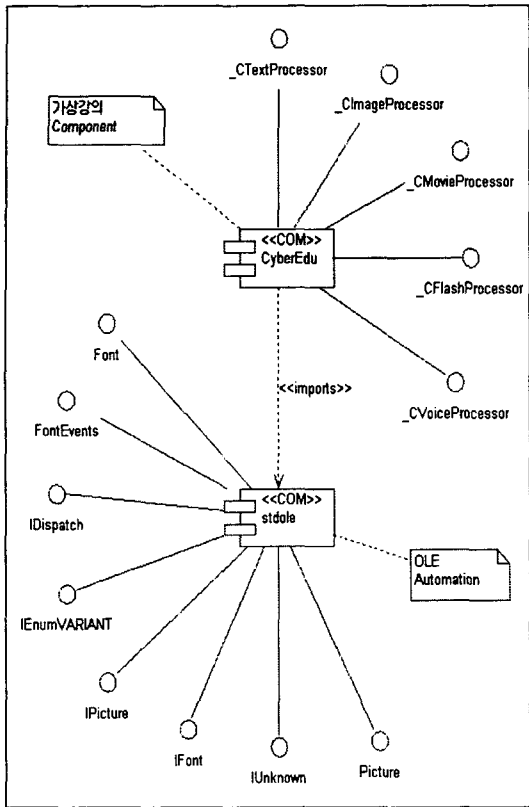 _CTextProcessor
_CImageProcessor
가상강의
Component
_CMovieProcessor
<<COM>>
CyberEdu
_CFlashProcessor
Font
<<imports>>
_CVoiceProcessor
FontEvents
<<COM>>
stdole
IDispatch
OLE
Automation
IEnumVARIANT
IPicture
IFont
IUnknown
Picture